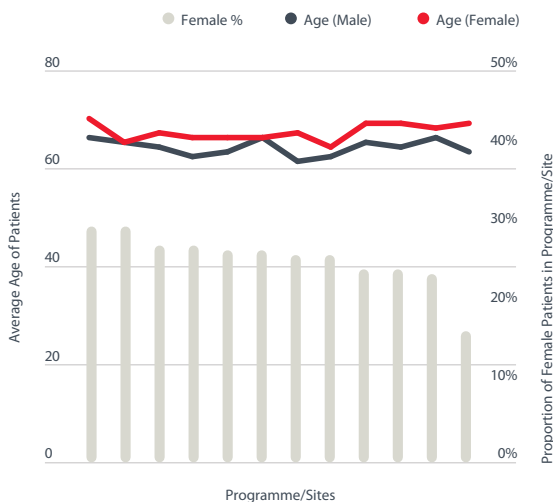 Female % Age (Male) Age (Female)
80 50%
40%
60
30%
40
20%
20
10%
0 0%
Average Age of Patients
Proportion of Female Patients in Programme/Site
Programme/Sites